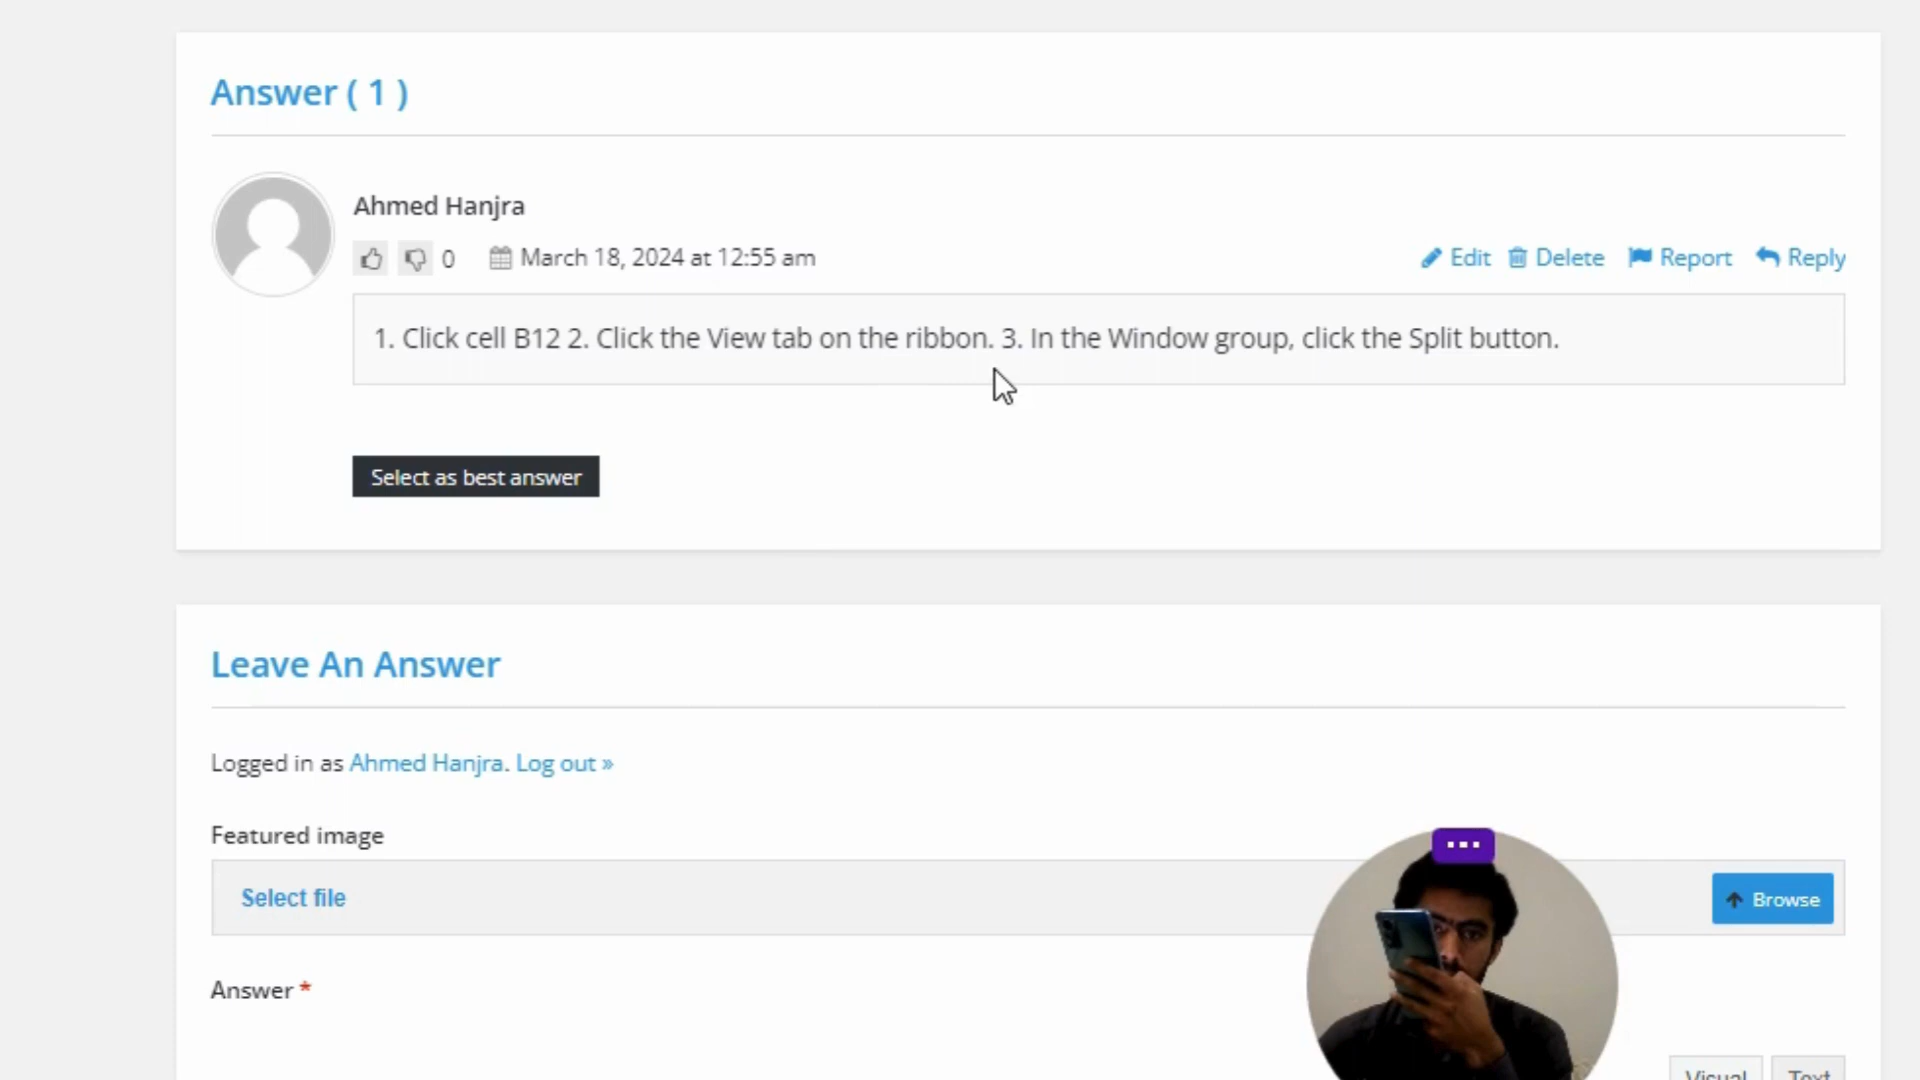 Answer ( 1 )
Ahmed Hanjra
0 March 18, 2024 at 12:55 am Edit Delete Report Reply
1. Click cell B12 2. Click the View tab on the ribbon. 3. In the Window group, click the Split button.
Select as best answer
Leave An Answer
Logged in as Ahmed Hanjra. Log out »
Featured image
Select file Browse
Answer *
Visual Text